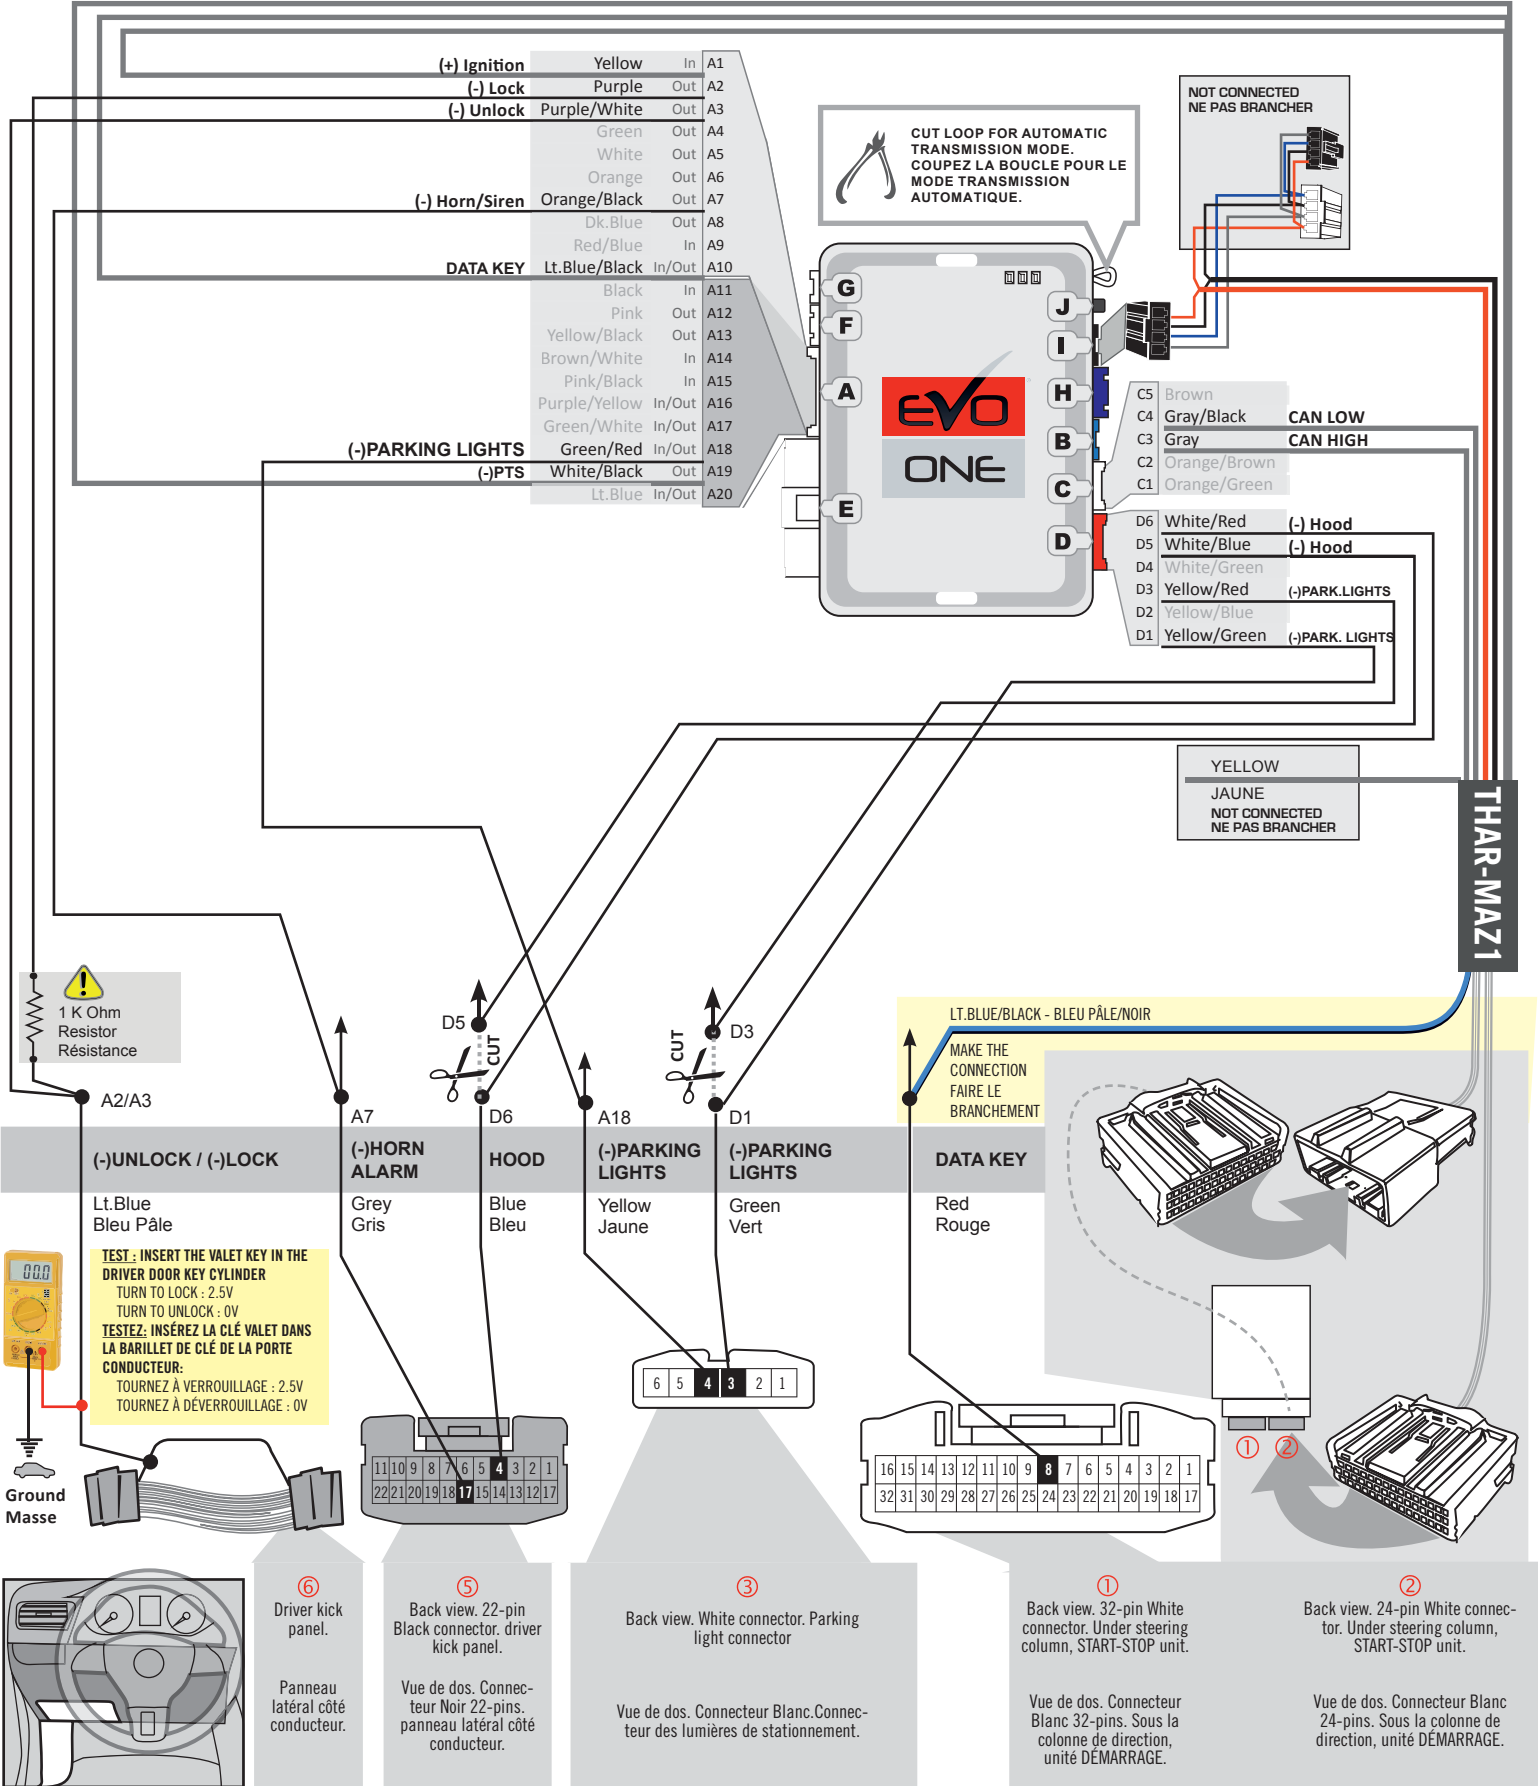 (+) Ignition Yellow In A1
(-) Lock Purple Out A2
(-) Unlock Purple/White Out A3
Green Out A4
White Out A5
Orange Out A6
(-) Horn/Siren Orange/Black Out A7
Dk.Blue Out A8
Red/Blue In A9
DATA KEY Lt.Blue/Black In/Out A10
Black In A11
Pink Out A12
Yellow/Black Out A13
Brown/White In A14
Pink/Black In A15
Purple/Yellow In/Out A16
Green/White In/Out A17
(-)PARKING LIGHTS Green/Red In/Out A18
(-)PTS White/Black Out A19
Lt.Blue In/Out A20
CUT LOOP FOR AUTOMATIC
TRANSMISSION MODE.
COUPEZ LA BOUCLE POUR LE
MODE TRANSMISSION
AUTOMATIQUE.
NOT CONNECTED
NE PAS BRANCHER
G
F
A
E
J
I
H
B
C
D
EVO
ONE
C5 Brown
C4 Gray/Black CAN LOW
C3 Gray CAN HIGH
C2 Orange/Brown
C1 Orange/Green
D6 White/Red (-) Hood
D5 White/Blue (-) Hood
D4 White/Green
D3 Yellow/Red (-)PARK.LIGHTS
D2 Yellow/Blue
D1 Yellow/Green (-)PARK. LIGHTS
YELLOW
JAUNE
NOT CONNECTED
NE PAS BRANCHER
THAR-MAZ1
1 K Ohm
Resistor
Résistance
A2/A3
A7
D5
CUT
D6
A18
CUT
D3
D1
LT.BLUE/BLACK - BLEU PÂLE/NOIR
MAKE THE
CONNECTION
FAIRE LE
BRANCHEMENT
(-)UNLOCK / (-)LOCK
(-)HORN
ALARM
HOOD
(-)PARKING
LIGHTS
(-)PARKING
LIGHTS
DATA KEY
Lt.Blue
Bleu Pâle
Grey
Gris
Blue
Bleu
Yellow
Jaune
Green
Vert
Red
Rouge
TEST : INSERT THE VALET KEY IN THE
DRIVER DOOR KEY CYLINDER
TURN TO LOCK : 2.5V
TURN TO UNLOCK : 0V
TESTEZ: INSÉREZ LA CLÉ VALET DANS
LA BARILLET DE CLÉ DE LA PORTE
CONDUCTEUR:
TOURNEZ À VERROUILLAGE : 2.5V
TOURNEZ À DÉVERROUILLAGE : 0V
00.0
Ground
Masse
11 10 9 8 7 6 5 4 3 2 1
22 21 20 19 18 17 15 14 13 12 17
6 5 4 3 2 1
16 15 14 13 12 11 10 9 8 7 6 5 4 3 2 1
32 31 30 29 28 27 26 25 24 23 22 21 20 19 18 17
① ②
⑥
Driver kick
panel.
Panneau
latéral côté
conducteur.
⑤
Back view. 22-pin
Black connector. driver
kick panel.
Vue de dos. Connec-
teur Noir 22-pins.
panneau latéral côté
conducteur.
③
Back view. White connector. Parking
light connector
Vue de dos. Connecteur Blanc.Connec-
teur des lumières de stationnement.
①
Back view. 32-pin White
connector. Under steering
column, START-STOP unit.
Vue de dos. Connecteur
Blanc 32-pins. Sous la
colonne de direction,
unité DÉMARRAGE.
②
Back view. 24-pin White connec-
tor. Under steering column,
START-STOP unit.
Vue de dos. Connecteur Blanc
24-pins. Sous la colonne de
direction, unité DÉMARRAGE.